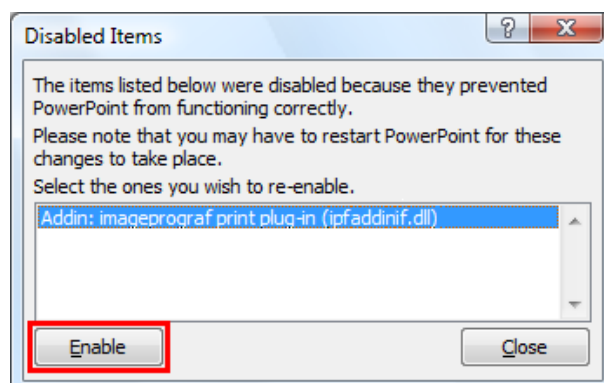 Disabled Items
The items listed below were disabled because they prevented
PowerPoint from functioning correctly.
Please note that you may have to restart PowerPoint for these
changes to take place.
Select the ones you wish to re-enable.
Addin: imageprograf print plug-in (ipfaddinif.dll)
Enable
Close